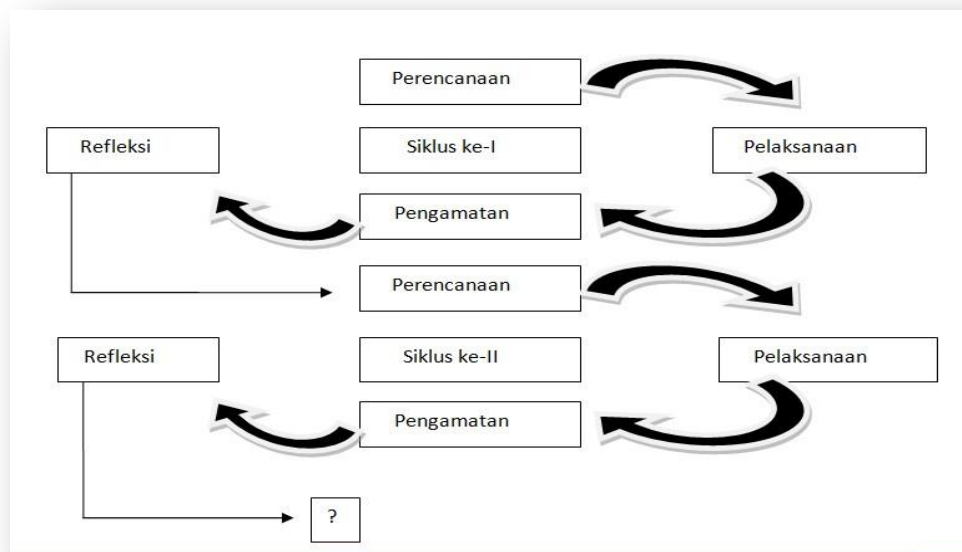 Perencanaan
Refleksi
Siklus ke-I
Pelaksanaan
Pengamatan
Perencanaan
Refleksi
Siklus ke-II
Pelaksanaan
Pengamatan
?